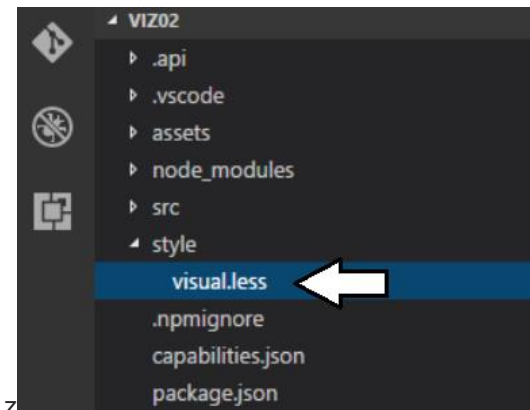 VIZ02
.api
.vscode
assets
node_modules
src
style
visual.less
.npmignore
capabilities.json
package.json
z